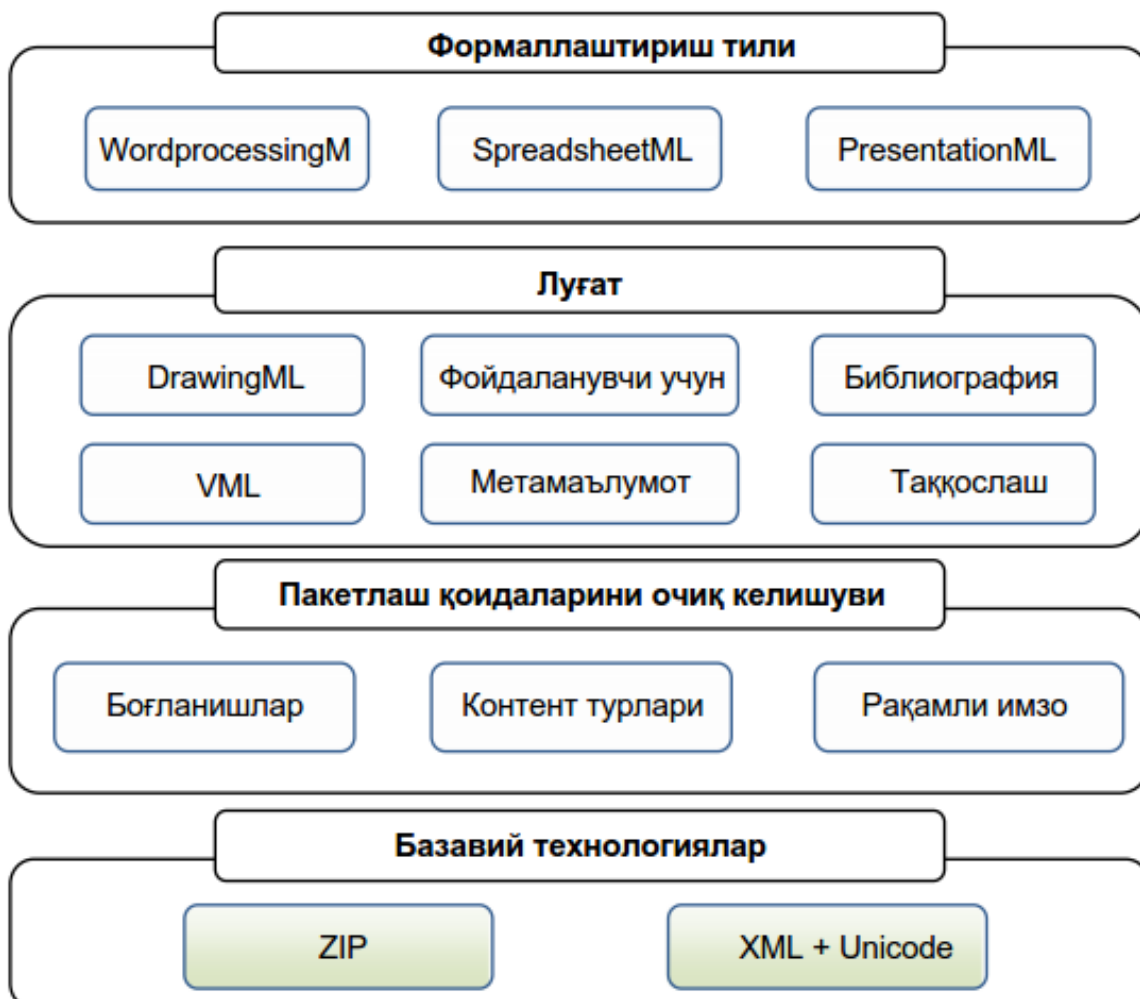 Формаллаштириш тили
WordprocessingM
SpreadsheetML
PresentationML
Луғат
DrawingML
Фойдаланувчи учун
Библиография
VML
Метамаълумот
Таққослаш
Пакетлаш қоидаларини очиқ келишуви
Боғланишлар
Контент турлари
Рақамли имзо
Базавий технологиялар
ZIP
XML + Unicode